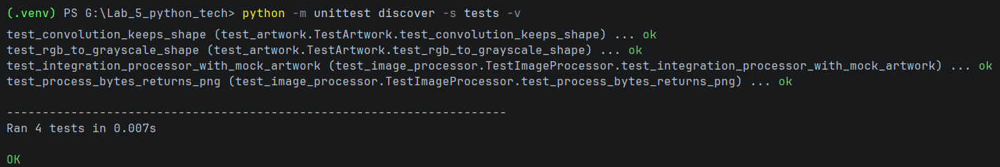 (.venv) PS G:\Lab_5_python_tech> python -m unittest discover -s tests -v
test_convolution_keeps_shape (test_artwork.TestArtwork.test_convolution_keeps_shape) ... ok
test_rgb_to_grayscale_shape (test_artwork.TestArtwork.test_rgb_to_grayscale_shape) ... ok
test_integration_processor_with_mock_artwork (test_image_processor.TestImageProcessor.test_integration_processor_with_mock_artwork) ... ok
test_process_bytes_returns_png (test_image_processor.TestImageProcessor.test_process_bytes_returns_png) ... ok
----------------------------------------------------------------------
Ran 4 tests in 0.007s
OK